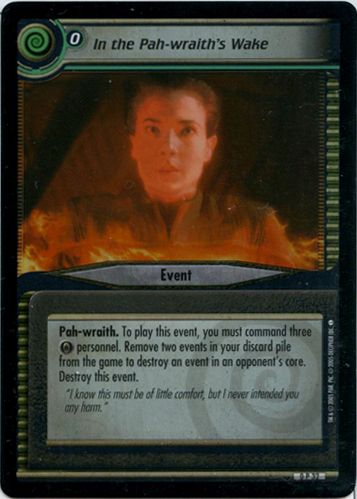 0
In the Pah-wraith's Wake
Event
Pah-wraith. To play this event, you must command three
personnel. Remove two events in your discard pile
from the game to destroy an event in an opponent's core.
Destroy this event.
"I know this must be of little comfort, but I never intended you
any harm."
0 P 32